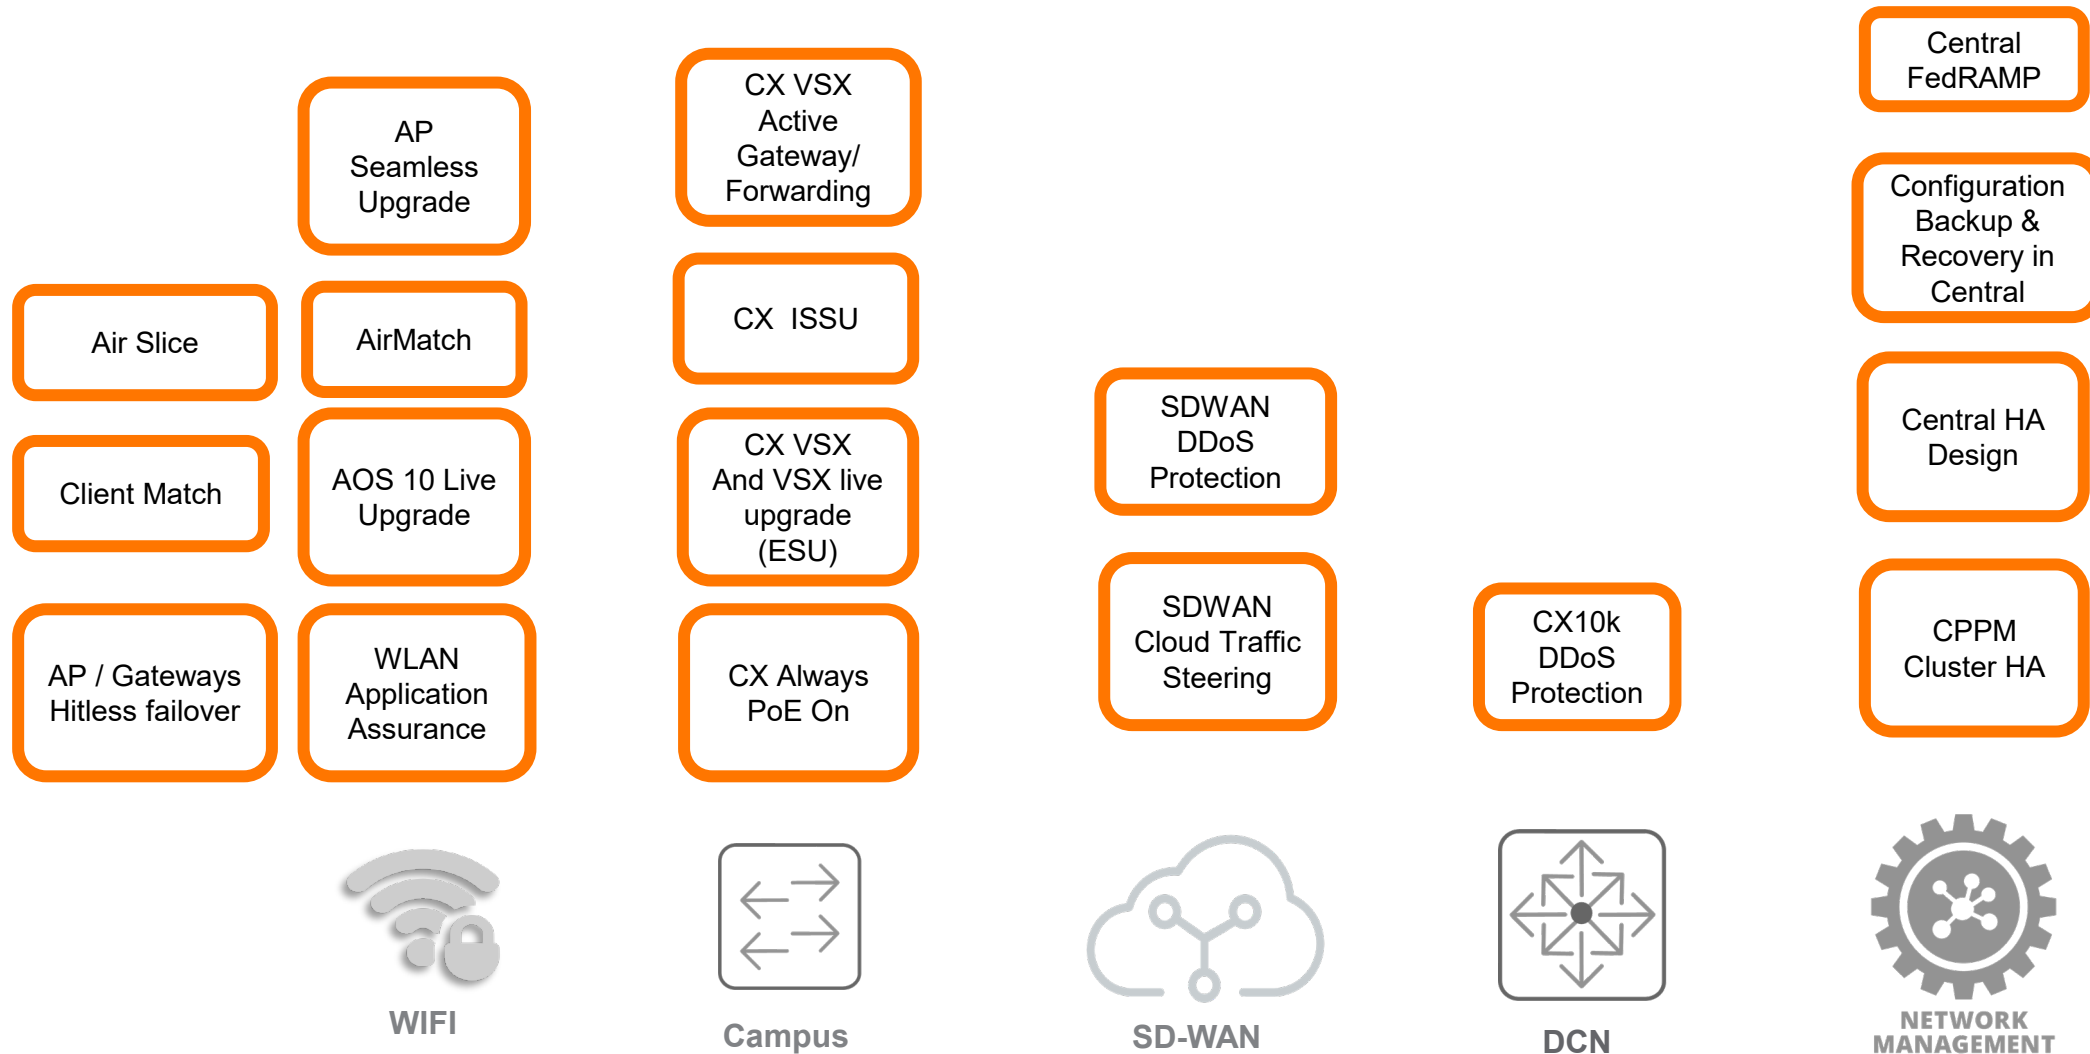 Air Slice
Client Match
AP / Gateways
Hitless failover
AP
Seamless
Upgrade
AirMatch
AOS 10 Live
Upgrade
WLAN
Application
Assurance
WIFI
CX VSX
Active
Gateway/
Forwarding
CX  ISSU
CX VSX
And VSX live
upgrade
(ESU)
CX Always
PoE On
Campus
SDWAN
DDoS
Protection
SDWAN
Cloud Traffic
Steering
SD-WAN
CX10k
DDoS
Protection
DCN
Central
FedRAMP
Configuration
Backup &
Recovery in
Central
Central HA
Design
CPPM
Cluster HA
NETWORK
MANAGEMENT